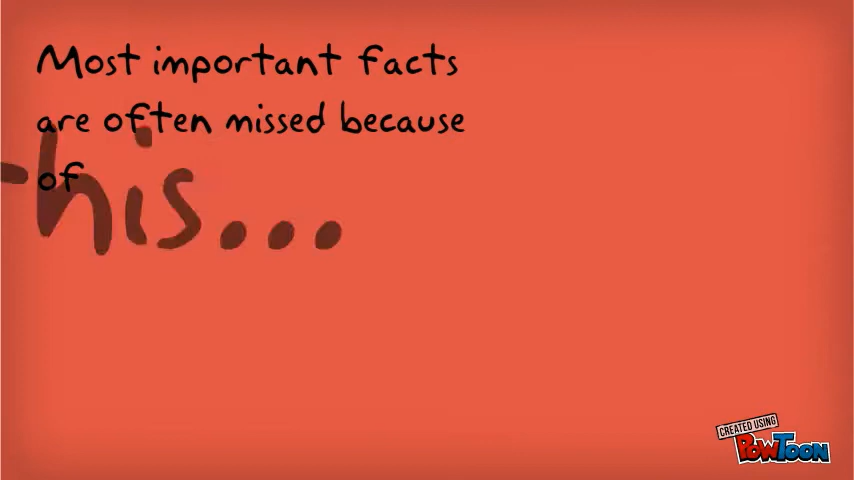 Most important facts
are often missed because
of
his...
CREATED USING
POWTOON